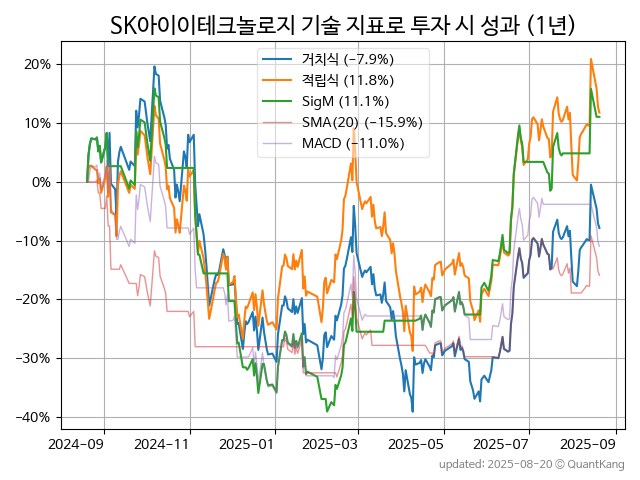 SK아이이테크놀로지 기술 지표로 투자 시 성과 (1년)
거치식 (−7.9%)
적립식 (11.8%)
SigM (11.1%)
SMA(20) (−15.9%)
MACD (−11.0%)
20%
10%
0%
−10%
−20%
−30%
−40%
2024-09 2024-11 2025-01 2025-03 2025-05 2025-07 2025-09
updated: 2025-08-20 © QuantKang